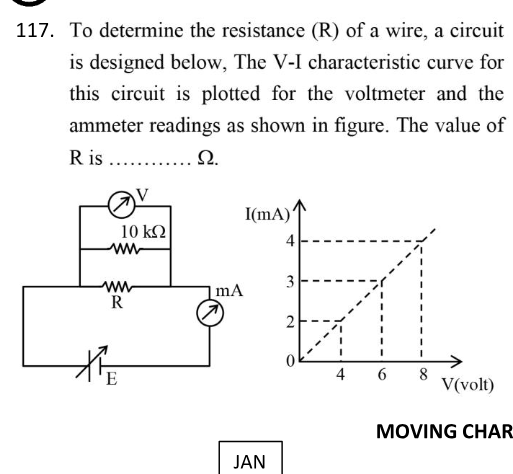 117. To determine the resistance (R) of a wire, a circuit
is designed below, The V-I characteristic curve for
this circuit is plotted for the voltmeter and the
ammeter readings as shown in figure. The value of
R is ............ Ω.
V
10 kΩ
R
mA
E
I(mA)
4
3
2
0
4 6 8
V(volt)
MOVING CHAR
JAN